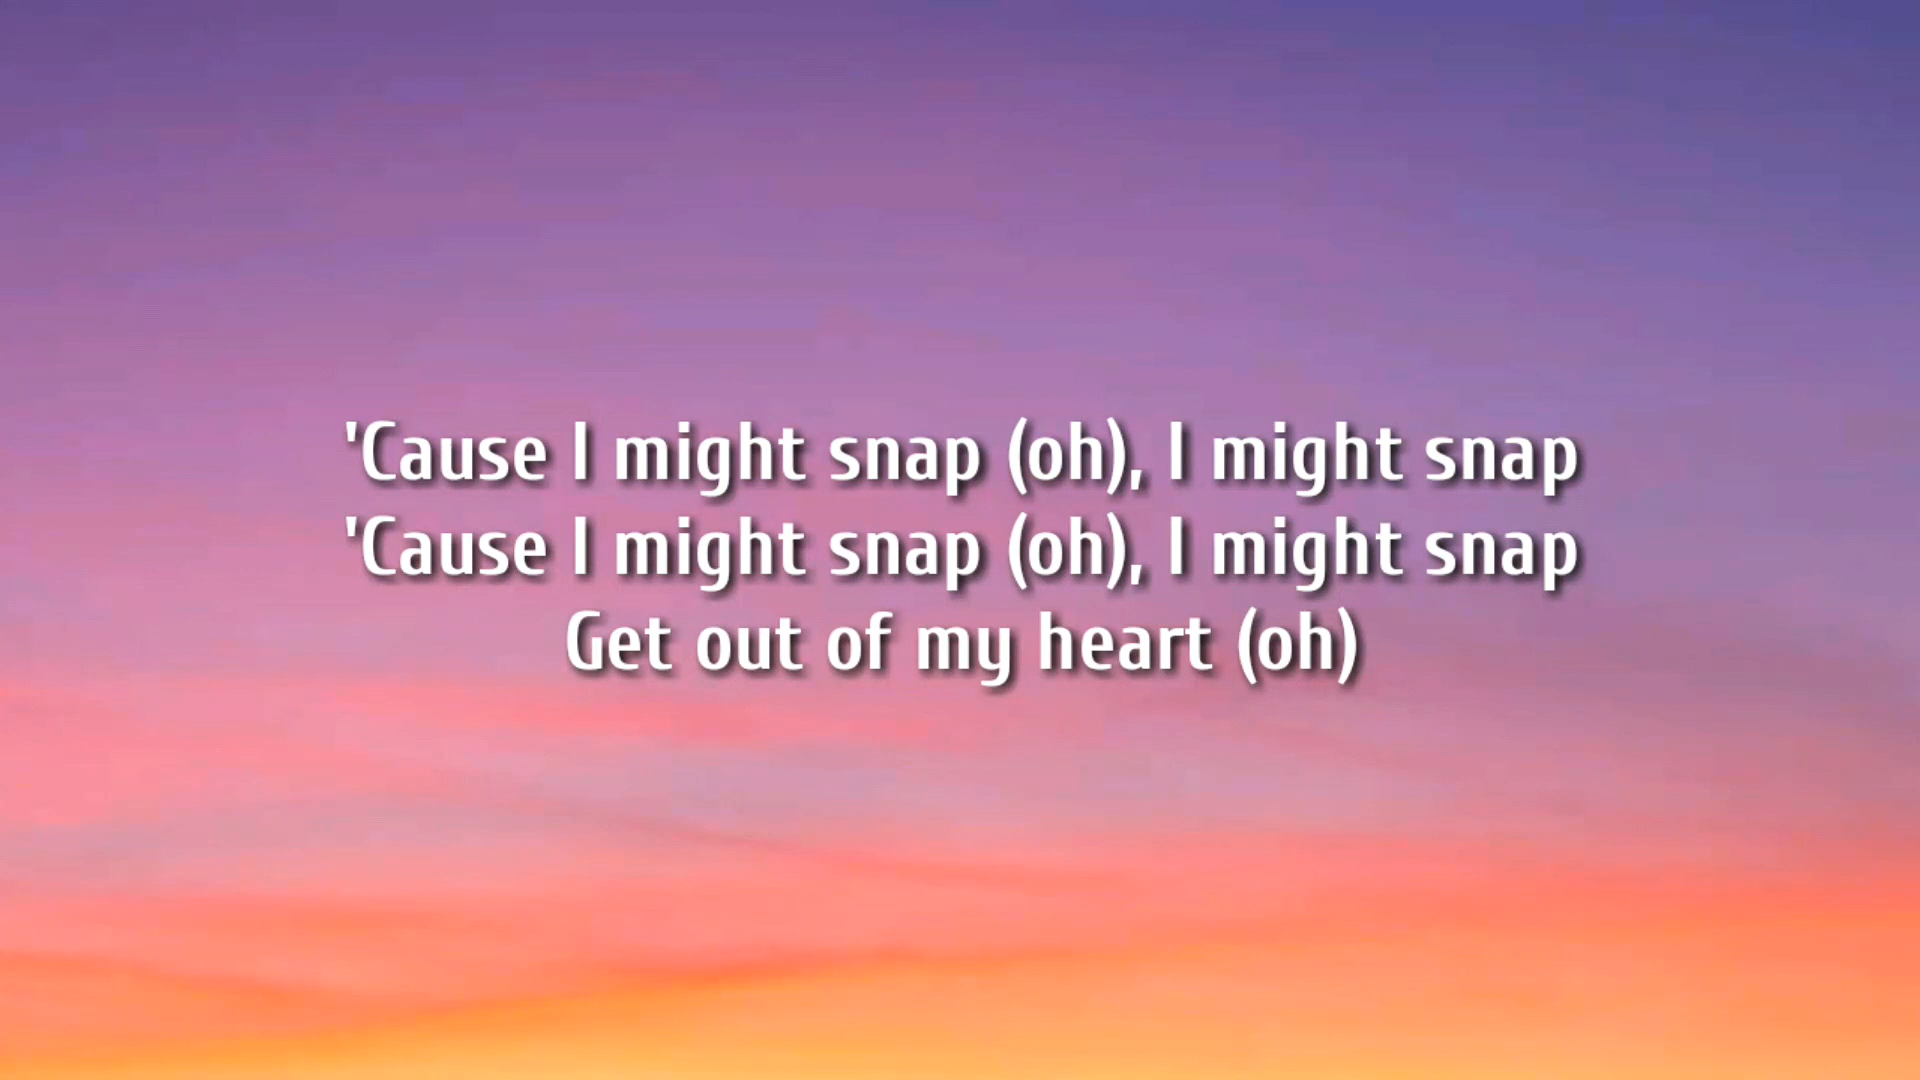 'Cause I might snap (oh), I might snap
'Cause I might snap (oh), I might snap
Get out of my heart (oh)